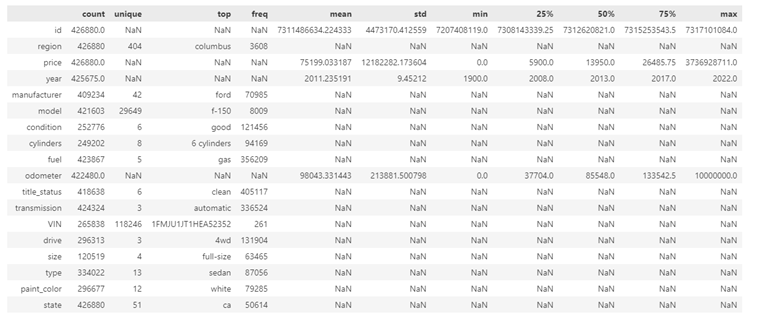 count unique top freq mean std min 25% 50% 75% max
id 426880.0 NaN NaN NaN 7311486634.224333 4473170.412559 7207408119.0 7308143339.25 7312620821.0 7315253543.5 7317101084.0
region 426880 404 columbus 3608 NaN NaN NaN NaN NaN NaN NaN
price 426880.0 NaN NaN NaN 75199.033187 12182282.173604 0.0 5900.0 13950.0 26485.75 3736928711.0
year 425675.0 NaN NaN NaN 2011.235191 9.45212 1900.0 2008.0 2013.0 2017.0 2022.0
manufacturer 409234 42 ford 70985 NaN NaN NaN NaN NaN NaN NaN
model 421603 29649 f-150 8009 NaN NaN NaN NaN NaN NaN NaN
condition 252776 6 good 121456 NaN NaN NaN NaN NaN NaN NaN
cylinders 249202 8 6 cylinders 94169 NaN NaN NaN NaN NaN NaN NaN
fuel 423867 5 gas 356209 NaN NaN NaN NaN NaN NaN NaN
odometer 422480.0 NaN NaN NaN 98043.331443 213881.500798 0.0 37704.0 85548.0 133542.5 10000000.0
title_status 418638 6 clean 405117 NaN NaN NaN NaN NaN NaN NaN
transmission 424324 3 automatic 336524 NaN NaN NaN NaN NaN NaN NaN
VIN 265838 118246 1FMJU1JT1HEA52352 261 NaN NaN NaN NaN NaN NaN NaN
drive 296313 3 4wd 131904 NaN NaN NaN NaN NaN NaN NaN
size 120519 4 full-size 63465 NaN NaN NaN NaN NaN NaN NaN
type 334022 13 sedan 87056 NaN NaN NaN NaN NaN NaN NaN
paint_color 296677 12 white 79285 NaN NaN NaN NaN NaN NaN NaN
state 426880 51 ca 50614 NaN NaN NaN NaN NaN NaN NaN